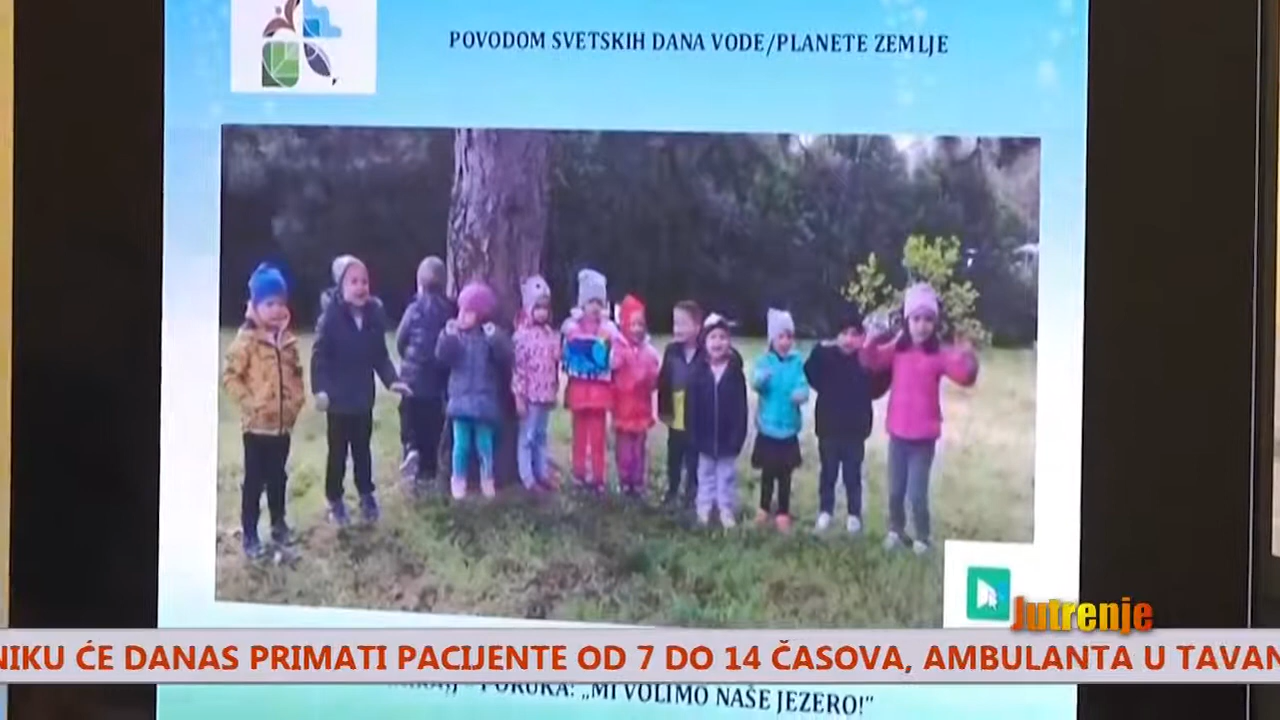 POVODOM SVETSKIH DANA VODE/PLANETE ZEMLJE
Jutrenje
NIKU ĆE DANAS PRIMATI PACIJENTE OD 7 DO 14 ČASOVA, AMBULANTA U TAVAN
PORUKA: „MI VOLIMO NAŠE JEZERO!“